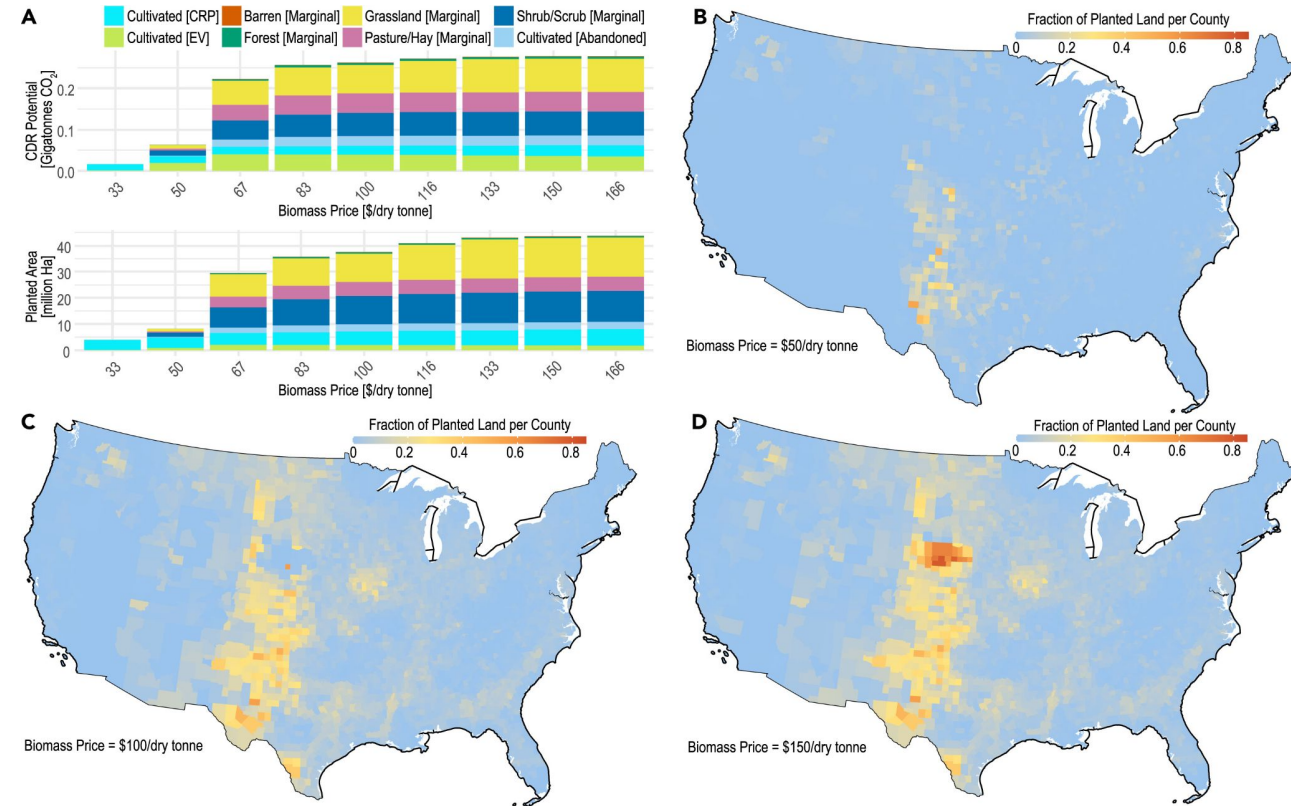 A
Cultivated [CRP] Barren [Marginal] Grassland [Marginal] Shrub/Scrub [Marginal]
Cultivated [EV] Forest [Marginal] Pasture/Hay [Marginal] Cultivated [Abandoned]
CDR Potential
[Gigatonnes CO₂]
0.2
0.1
0.0
33 50 67 83 100 116 133 150 166
Biomass Price [$/dry tonne]
Planted Area
[million Ha]
40
30
20
10
0
33 50 67 83 100 116 133 150 166
Biomass Price [$/dry tonne]
B
Fraction of Planted Land per County
0 0.2 0.4 0.6 0.8
Biomass Price = $50/dry tonne
C
Fraction of Planted Land per County
0 0.2 0.4 0.6 0.8
Biomass Price = $100/dry tonne
D
Fraction of Planted Land per County
0 0.2 0.4 0.6 0.8
Biomass Price = $150/dry tonne